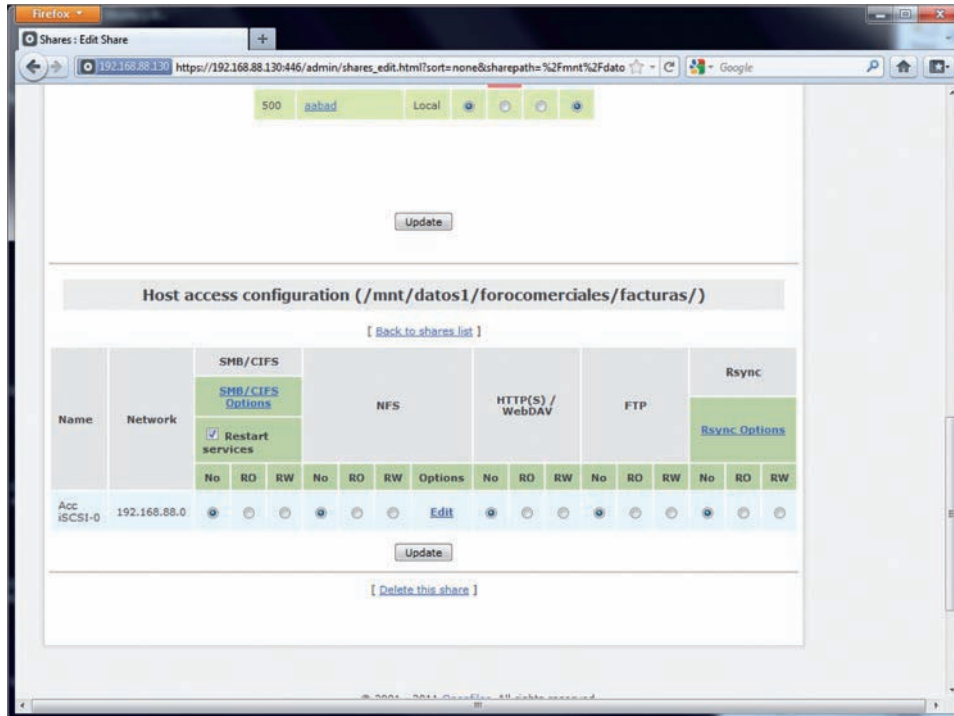 Firefox
Shares : Edit Share
192.168.88.130 https://192.168.88.130:446/admin/shares_edit.html?sort=none&sharepath=%2Fmnt%2Fdato
Google
500 aabad Local
Update
Host access configuration (/mnt/datos1/forocomerciales/facturas/)
[ Back to shares list ]
Name Network SMB/CIFS NFS HTTP(S) / WebDAV FTP Rsync
SMB/CIFS Options
Restart services
Rsync Options
No RO RW No RO RW Options No RO RW No RO RW No RO RW
Acc iSCSI-0 192.168.88.0 Edit
Update
[ Delete this share ]